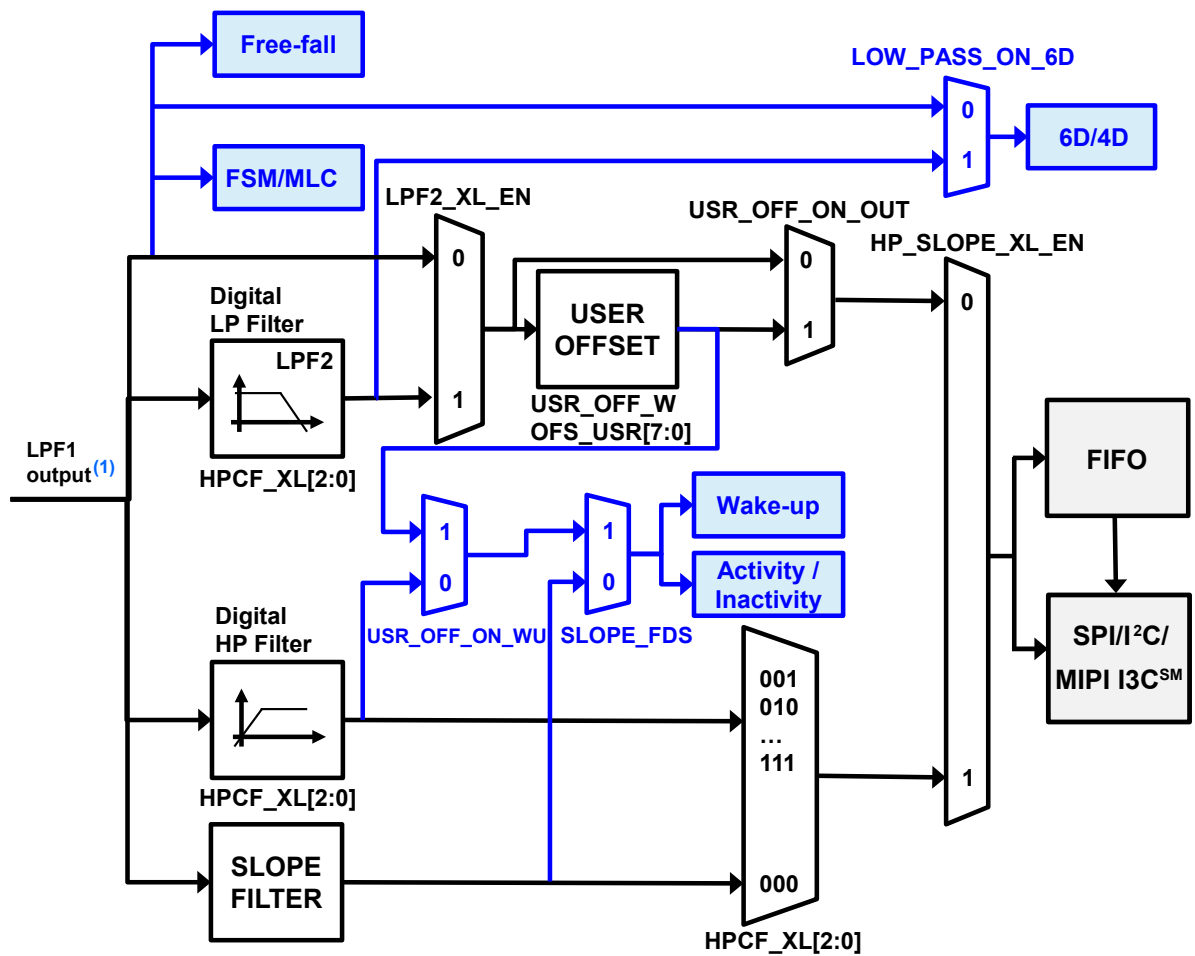 Free-fall
LOW_PASS_ON_6D
0
6D/4D
1
FSM/MLC
LPF2_XL_EN
USR_OFF_ON_OUT
HP_SLOPE_XL_EN
0
0
0
Digital
LP Filter
LPF2
USER
OFFSET
1
1
USR_OFF_W
OFS_USR[7:0]
LPF1
output(1)
HPCF_XL[2:0]
FIFO
Wake-up
1
1
0
0
Activity /
Inactivity
Digital
HP Filter
USR_OFF_ON_WU
SLOPE_FDS
SPI/I²C/
MIPI I3C℠
001
010
...
111
1
HPCF_XL[2:0]
SLOPE
FILTER
000
HPCF_XL[2:0]